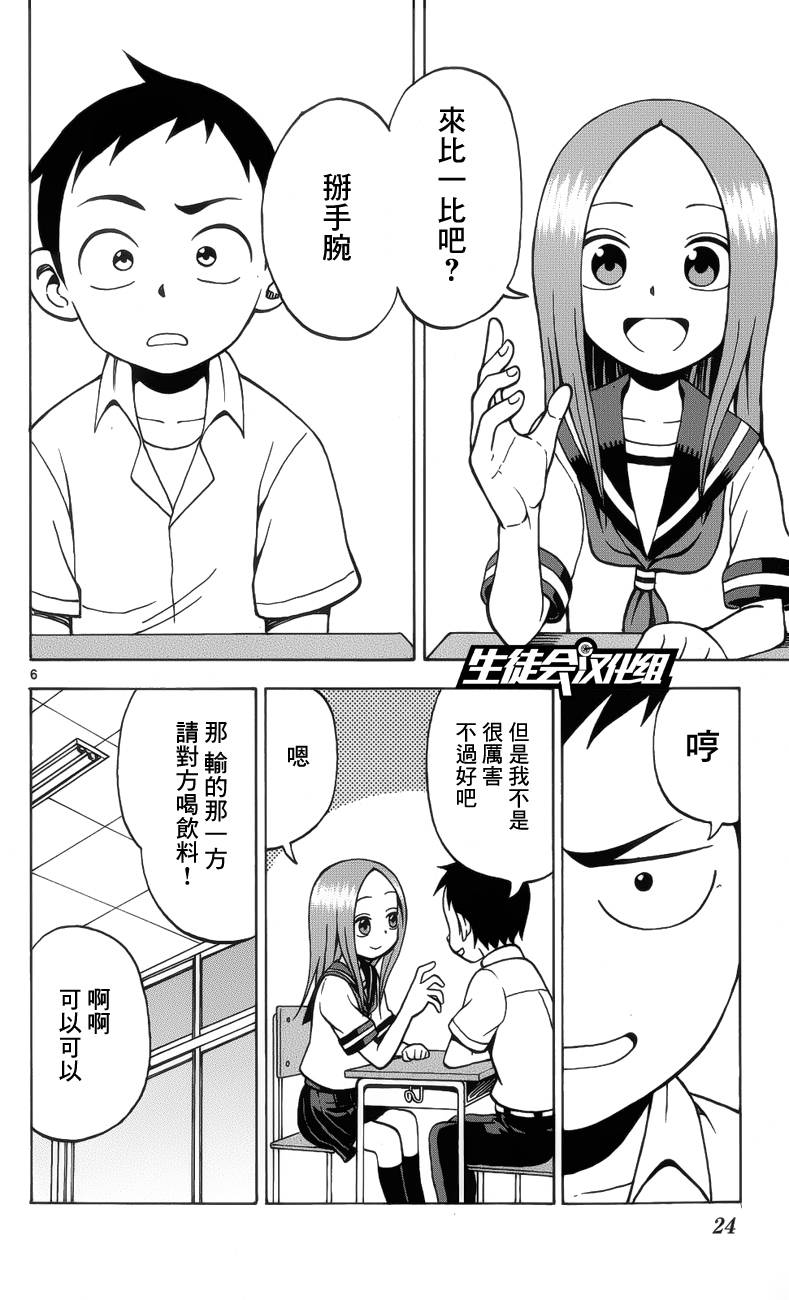 來比一比吧？
掰手腕
生徒会汉化组
6
哼
但是我不是
很厲害
不過好吧
嗯
那 輸的那一方
請對方喝飲料！
啊啊
可以可以
24